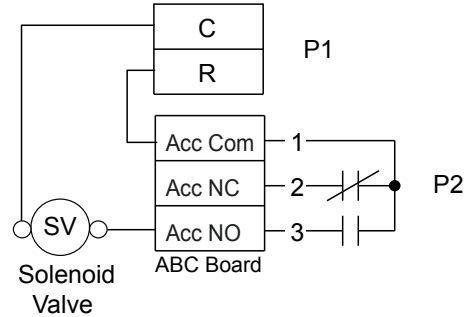 C
P1
R
Acc Com
1
Acc NC
2
P2
SV
Acc NO
3
Solenoid
Valve
ABC Board